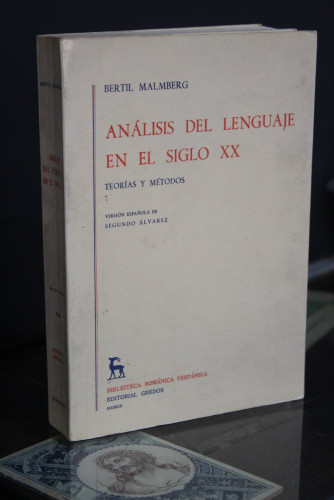 BERTIL MALMBERG
ANÁLISIS DEL LENGUAJE
EN EL SIGLO XX
TEORÍAS Y MÉTODOS
VERSIÓN ESPAÑOLA DE
SEGUNDO ÁLVAREZ
BIBLIOTECA ROMÁNICA HISPÁNICA
EDITORIAL GREDOS
MADRID